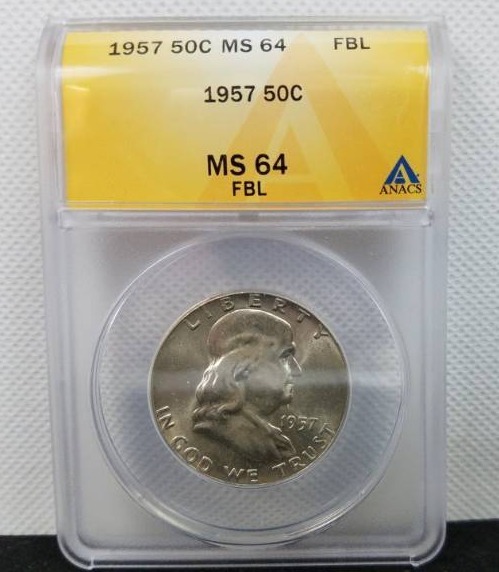 1957 50C MS 64 FBL
1957 50C
MS 64
FBL
ANACS
LIBERTY
1957
IN GOD WE TRUST